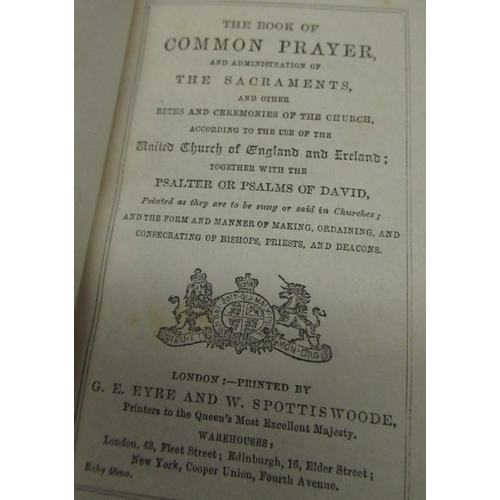 THE BOOK OF
COMMON PRAYER,
AND ADMINISTRATION OF
THE SACRAMENTS,
AND OTHER
RITES AND CEREMONIES OF THE CHURCH,
ACCORDING TO THE USE OF THE
United Church of England and Ireland;
TOGETHER WITH THE
PSALTER OR PSALMS OF DAVID,
Pointed as they are to be sung or said in Churches;
AND THE FORM AND MANNER OF MAKING, ORDAINING, AND
CONSECRATING OF BISHOPS, PRIESTS, AND DEACONS.
LONDON:—PRINTED BY
G. E. EYRE AND W. SPOTTISWOODE,
Printers to the Queen's Most Excellent Majesty.
WAREHOUSES:
London, 43, Fleet Street; Edinburgh, 16, Elder Street;
New York, Cooper Union, Fourth Avenue.
Ruby 48mo.